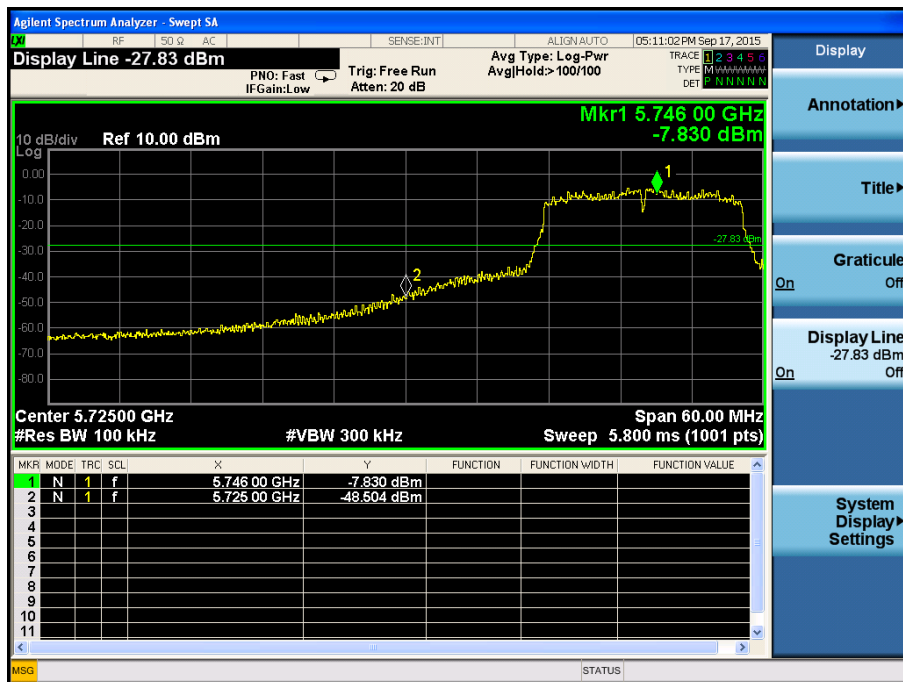 Agilent Spectrum Analyzer - Swept SA
LXI RF 50 Ω AC SENSE:INT ALIGN AUTO 05:11:02 PM Sep 17, 2015
Display Line -27.83 dBm
PNO: Fast
IFGain:Low
Trig: Free Run
Atten: 20 dB
Avg Type: Log-Pwr
Avg|Hold:> 100/100
TRACE 1 2 3 4 5 6
TYPE M WWWWW
DET P N N N N N
Mkr1 5.746 00 GHz
-7.830 dBm
10 dB/div Ref 10.00 dBm
Log
0.00
-10.0
-20.0
-30.0
-40.0
-50.0
-60.0
-70.0
-80.0
1
2
-27.83 dBm
Center 5.72500 GHz Span 60.00 MHz
#Res BW 100 kHz #VBW 300 kHz Sweep 5.800 ms (1001 pts)
MKR MODE TRC SCL X Y FUNCTION FUNCTION WIDTH FUNCTION VALUE
1 N 1 f 5.746 00 GHz -7.830 dBm
2 N 1 f 5.725 00 GHz -48.504 dBm
3
4
5
6
7
8
9
10
11
MSG STATUS
Display
Annotation
Title
Graticule
On Off
Display Line
-27.83 dBm
On Off
System
Display
Settings